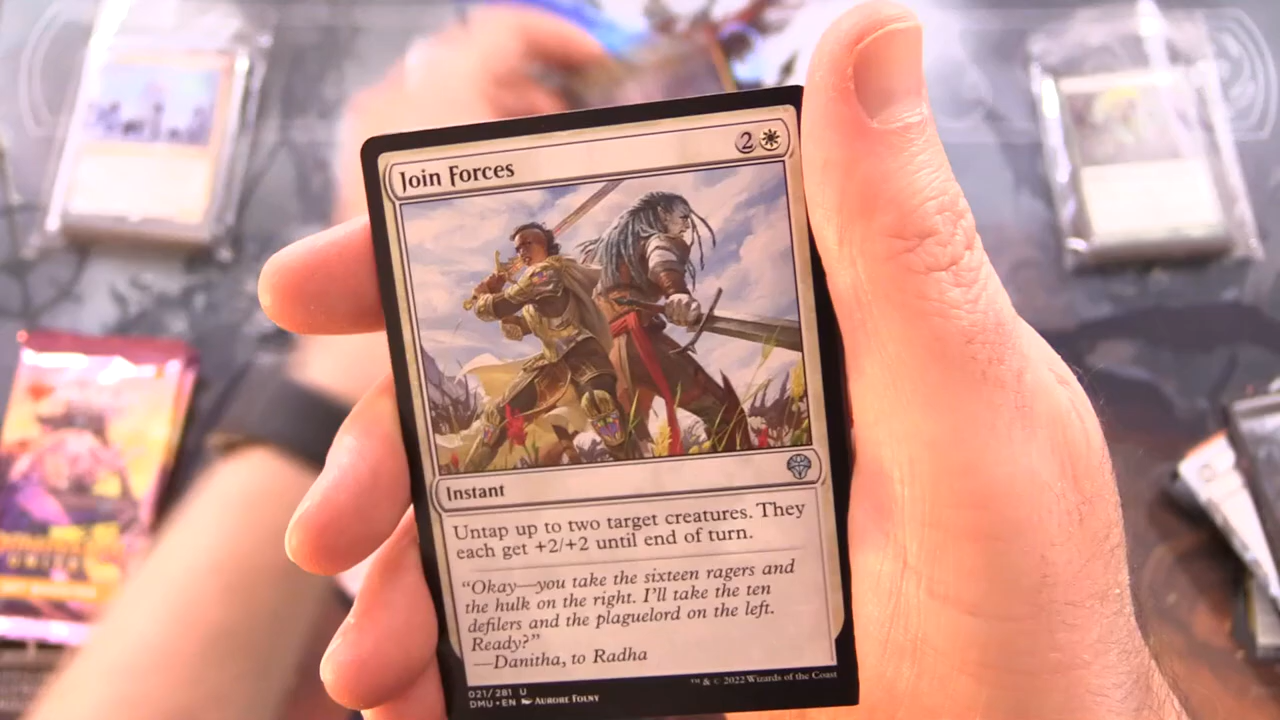 Join Forces
2
Instant
Untap up to two target creatures. They
each get +2/+2 until end of turn.
"Okay—you take the sixteen ragers and
the hulk on the right. I'll take the ten
defilers and the plaguelord on the left.
Ready?"
—Danitha, to Radha
021/281 U
DMU • EN AURORE FOLNY
™ & © 2022 Wizards of the Coast